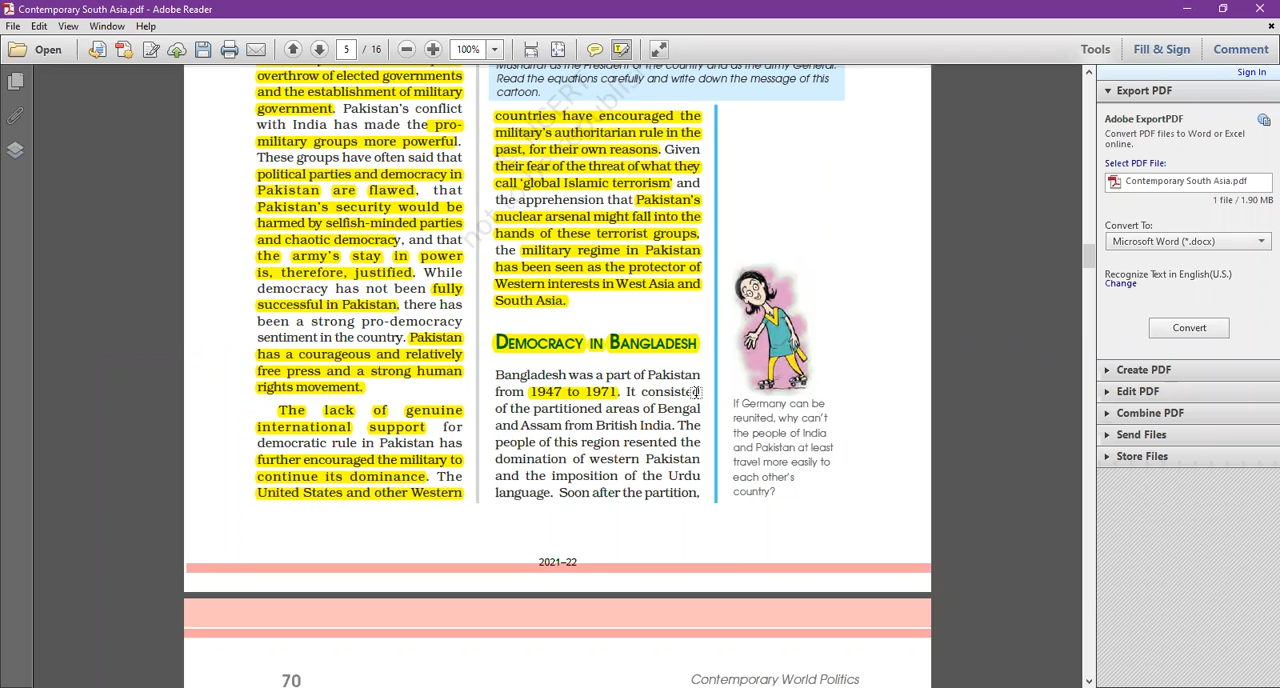 Contemporary South Asia.pdf - Adobe Reader
File Edit View Window Help
Open 5 / 16 100% Tools Fill & Sign Comment
Sign In
overthrow of elected governments
and the establishment of military
government. Pakistan's conflict
with India has made the pro-
military groups more powerful.
These groups have often said that
political parties and democracy in
Pakistan are flawed, that
Pakistan's security would be
harmed by selfish-minded parties
and chaotic democracy, and that
the army's stay in power
is, therefore, justified. While
democracy has not been fully
successful in Pakistan, there has
been a strong pro-democracy
sentiment in the country. Pakistan
has a courageous and relatively
free press and a strong human
rights movement.
The lack of genuine
international support for
democratic rule in Pakistan has
further encouraged the military to
continue its dominance. The
United States and other Western
Musharraf as the President of the country and as the army General.
Read the equations carefully and write down the message of this
cartoon.
countries have encouraged the
military's authoritarian rule in the
past, for their own reasons. Given
their fear of the threat of what they
call 'global Islamic terrorism' and
the apprehension that Pakistan's
nuclear arsenal might fall into the
hands of these terrorist groups,
the military regime in Pakistan
has been seen as the protector of
Western interests in West Asia and
South Asia.
DEMOCRACY IN BANGLADESH
Bangladesh was a part of Pakistan
from 1947 to 1971. It consisted
of the partitioned areas of Bengal
and Assam from British India. The
people of this region resented the
domination of western Pakistan
and the imposition of the Urdu
language. Soon after the partition,
If Germany can be
reunited, why can't
the people of India
and Pakistan at least
travel more easily to
each other's
country?
2021–22
70
Contemporary World Politics
Export PDF
Adobe ExportPDF
Convert PDF files to Word or Excel
online.
Select PDF File:
Contemporary South Asia.pdf
1 file / 1.90 MB
Convert To:
Microsoft Word (*.docx)
Recognize Text in English(U.S.)
Change
Convert
Create PDF
Edit PDF
Combine PDF
Send Files
Store Files